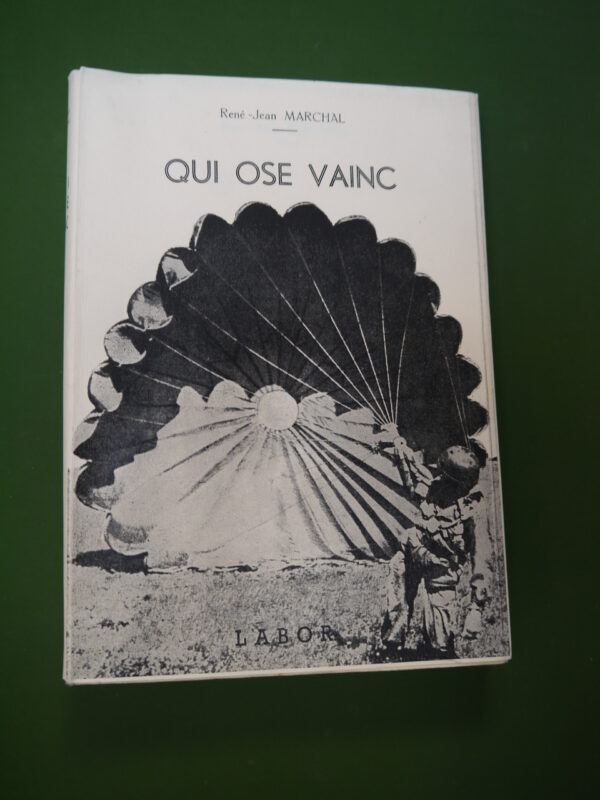 René-Jean MARCHAL
QUI OSE VAINC
LABOR